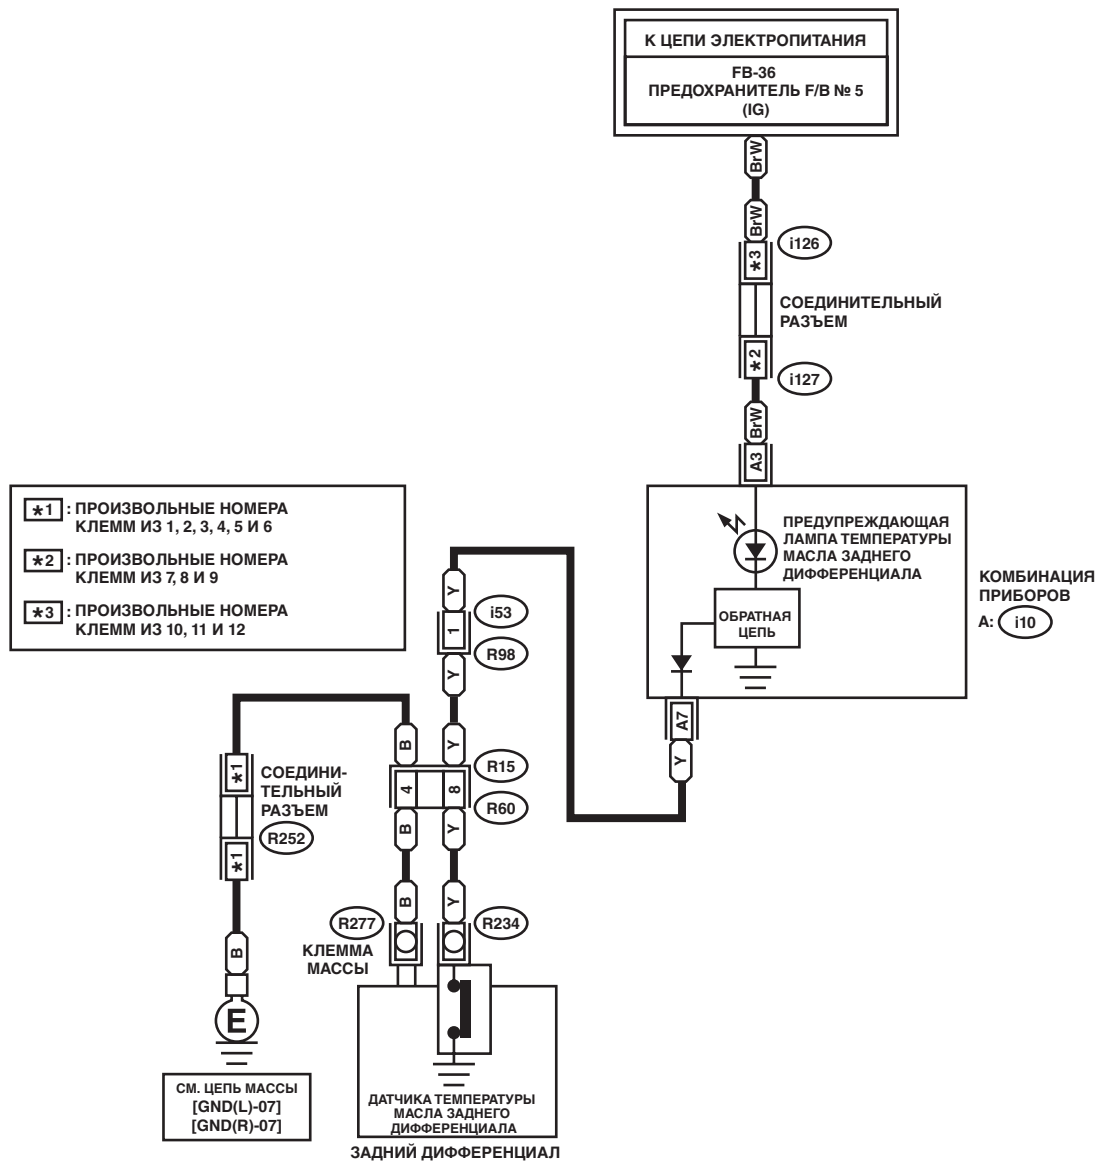 К ЦЕПИ ЭЛЕКТРОПИТАНИЯ
FB-36
ПРЕДОХРАНИТЕЛЬ F/B № 5
(IG)
BrW
BrW
*3
i126
СОЕДИНИТЕЛЬНЫЙ
РАЗЪЕМ
*2
i127
BrW
A3
ПРЕДУПРЕЖДАЮЩАЯ
ЛАМПА ТЕМПЕРАТУРЫ
МАСЛА ЗАДНЕГО
ДИФФЕРЕНЦИАЛА
ОБРАТНАЯ
ЦЕПЬ
КОМБИНАЦИЯ
ПРИБОРОВ
A: i10
A7
Y
*1 : ПРОИЗВОЛЬНЫЕ НОМЕРА
КЛЕММ ИЗ 1, 2, 3, 4, 5 И 6
*2 : ПРОИЗВОЛЬНЫЕ НОМЕРА
КЛЕММ ИЗ 7, 8 И 9
*3 : ПРОИЗВОЛЬНЫЕ НОМЕРА
КЛЕММ ИЗ 10, 11 И 12
Y
i53
1
R98
Y
B
Y
R15
4
8
R60
B
Y
*1
СОЕДИНИ-
ТЕЛЬНЫЙ
РАЗЪЕМ
R252
*1
B
Y
R277
R234
КЛЕММА
МАССЫ
B
E
СМ. ЦЕПЬ МАССЫ
[GND(L)-07]
[GND(R)-07]
ДАТЧИКА ТЕМПЕРАТУРЫ
МАСЛА ЗАДНЕГО
ДИФФЕРЕНЦИАЛА
ЗАДНИЙ ДИФФЕРЕНЦИАЛ